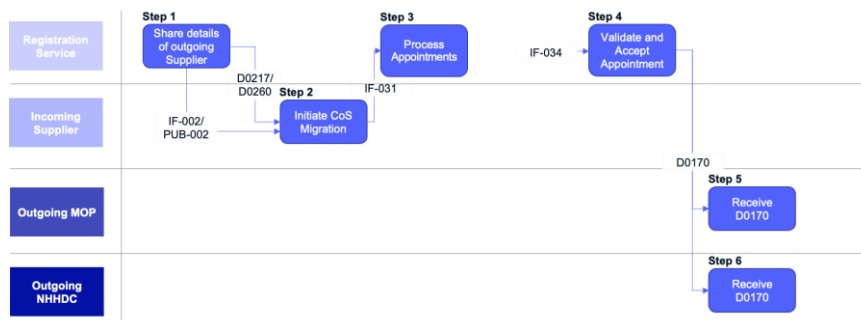 Step 1
Step 3
Step 4
Registration
Service
Share details
of outgoing
Supplier
Process
Appointments
IF-034
Validate and
Accept
Appointment
D0217/
D0260
Step 2
IF-031
Incoming
Supplier
IF-002/
PUB-002
Initiate CoS
Migration
D0170
Step 5
Outgoing MOP
Receive
D0170
Step 6
Outgoing
NHHDC
Receive
D0170